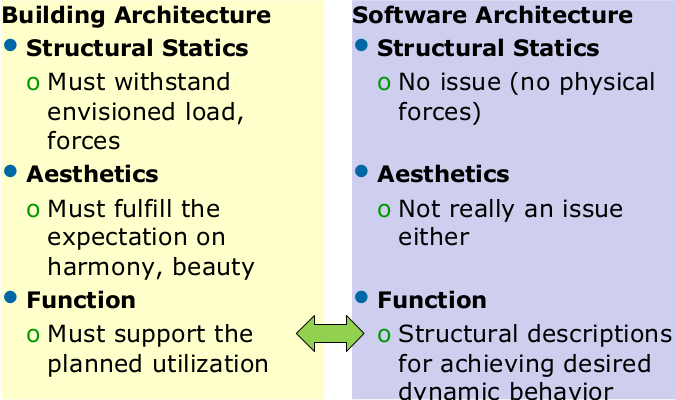 Building Architecture
• Structural Statics
o Must withstand
envisioned load,
forces
• Aesthetics
o Must fulfill the
expectation on
harmony, beauty
• Function
o Must support the
planned utilization
Software Architecture
• Structural Statics
o No issue (no physical
forces)
• Aesthetics
o Not really an issue
either
• Function
o Structural descriptions
for achieving desired
dynamic behavior